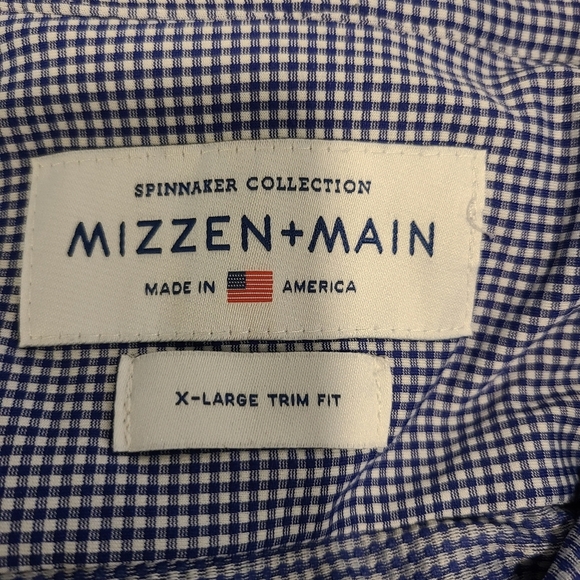 SPINNAKER COLLECTION
MIZZEN+MAIN
MADE IN AMERICA
X-LARGE TRIM FIT